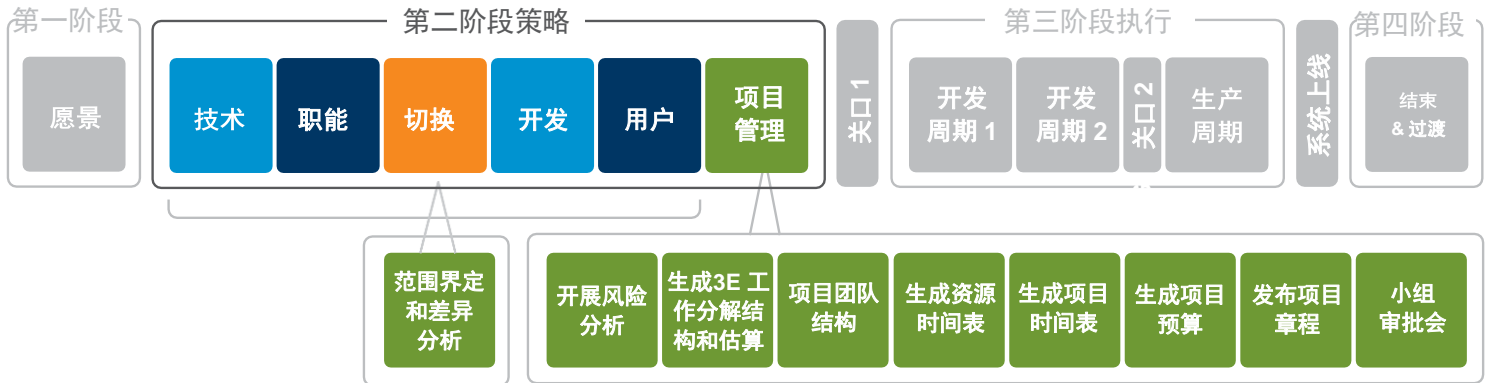 第一阶段
第二阶段策略
第三阶段执行
第四阶段
愿景
技术
职能
切换
开发
用户
项目
管理
关口 1
开发
周期 1
开发
周期 2
关口 2
生产
周期
系统上线
结束
& 过渡
范围界定
和差异
分析
开展风险
分析
生成3E 工
作分解结
构和估算
项目团队
结构
生成资源
时间表
生成项目
时间表
生成项目
预算
发布项目
章程
小组
审批会